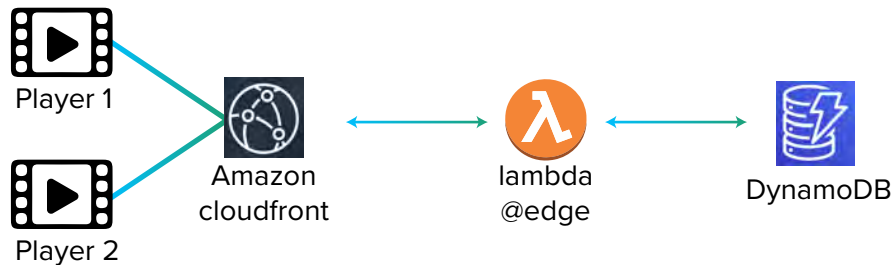 Player 1
Player 2
Amazon
cloudfront
lambda
@edge
DynamoDB